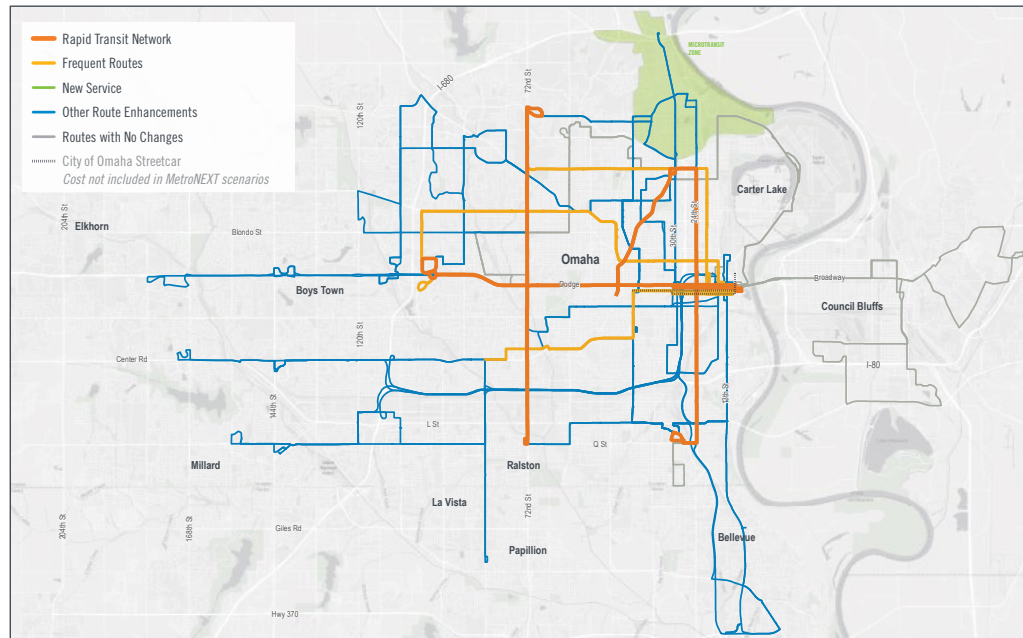 Rapid Transit Network
Frequent Routes
New Service
Other Route Enhancements
Routes with No Changes
City of Omaha Streetcar
Cost not included in MetroNEXT scenarios
MICROTRANSIT
ZONE
I-680
72nd St
120th St
Carter Lake
204th St
Elkhorn
Blondo St
24th St
30th St
Omaha
Broadway
Dodge
Boys Town
Council Bluffs
120th St
Center Rd
I-80
13th St
144th St
L St
Q St
Millard
Ralston
La Vista
72nd St
204th St
168th St
Giles Rd
Bellevue
Papillion
Hwy 370